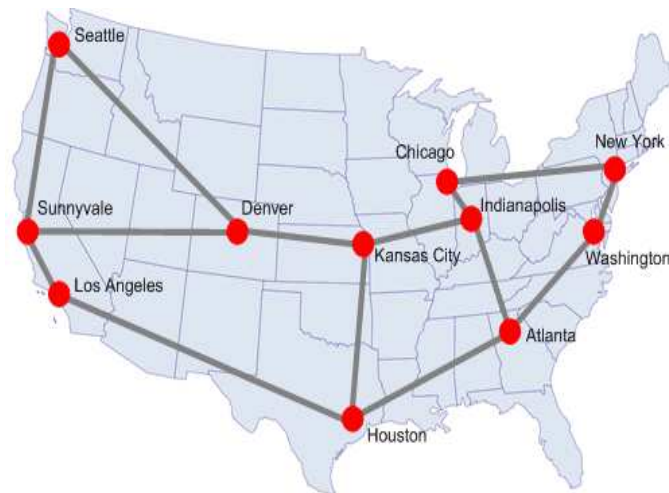 Seattle
New York
Chicago
Sunnyvale
Denver
Indianapolis
Kansas City
Washington
Los Angeles
Atlanta
Houston